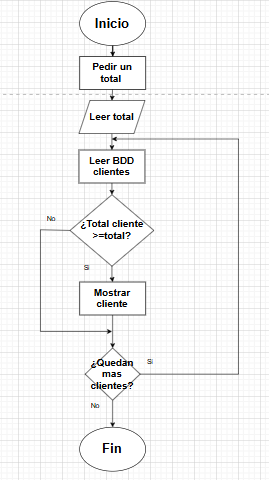 Inicio
Pedir un
total
Leer total
Leer BDD
clientes
¿Total cliente
>=total?
No
Si
Mostrar
cliente
¿Quedan
mas
clientes?
Si
No
Fin